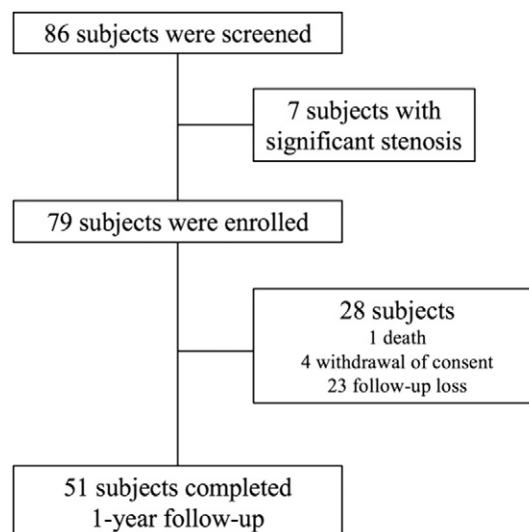 86 subjects were screened
7 subjects with
significant stenosis
79 subjects were enrolled
28 subjects
1 death
4 withdrawal of consent
23 follow-up loss
51 subjects completed
1-year follow-up